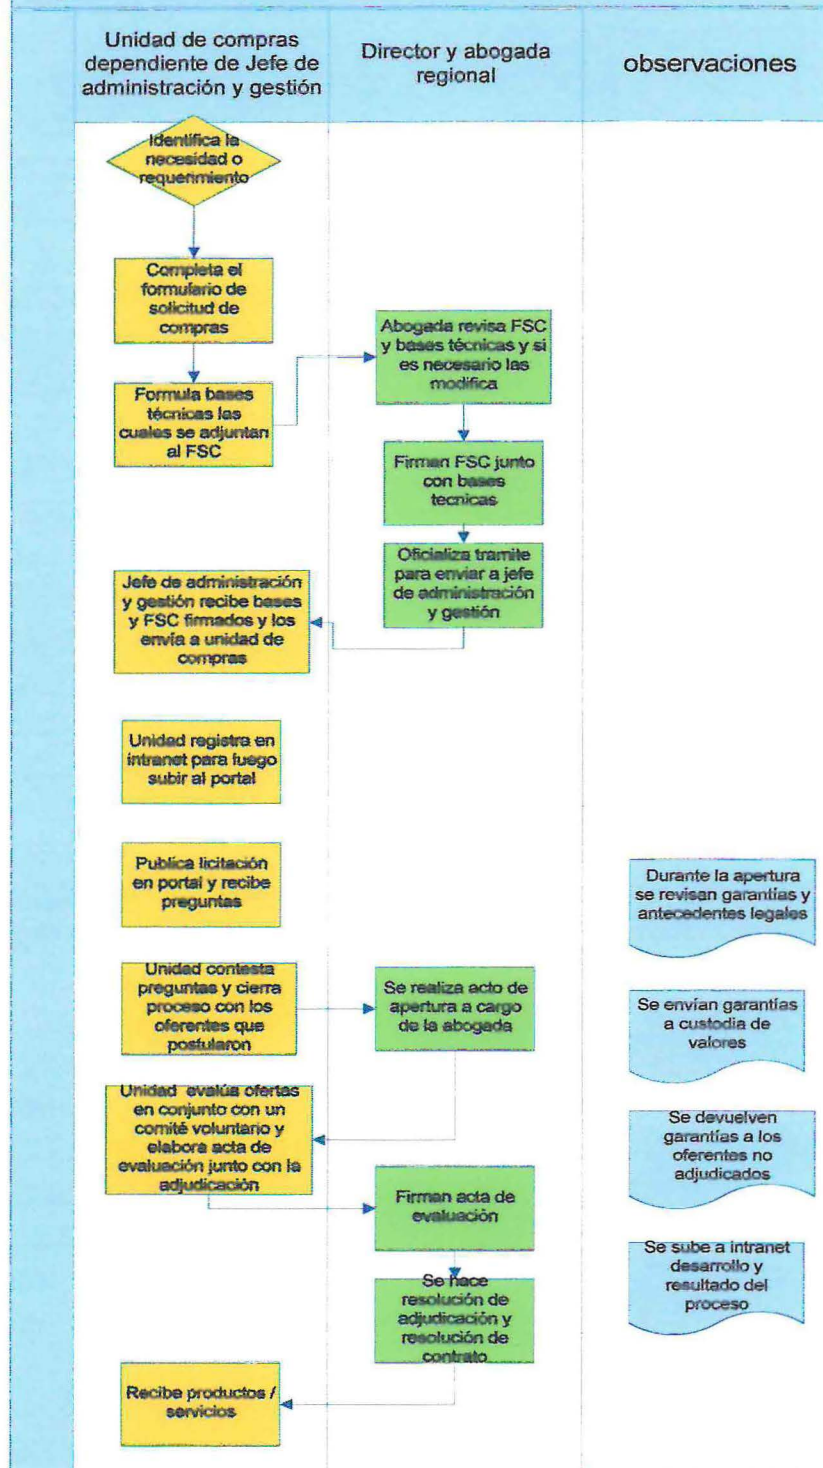 Unidad de compras
dependiente de Jefe de
administración y gestión
Director y abogada
regional
observaciones
Identifica la
necesidad o
requerimiento
Completa el
formulario de
solicitud de
compras
Formula bases
técnicas las
cuales se adjuntan
al FSC
Abogada revisa FSC
y bases técnicas y si
es necesario las
modifica
Firman FSC junto
con bases
tecnicas
Oficializa tramite
para enviar a jefe
de administración
y gestión
Jefe de administración
y gestión recibe bases
y FSC firmados y los
envía a unidad de
compras
Unidad registra en
intranet para fuego
subir al portal
Publica licitación
en portal y recibe
preguntas
Durante la apertura
se revisan garantías y
antecedentes legales
Unidad contesta
preguntas y cierra
proceso con los
oferentes que
postularon
Se realiza acto de
apertura a cargo
de la abogada
Se envían garantías
a custodia de
valores
Unidad evalúa ofertas
en conjunto con un
comité voluntario y
elabora acta de
evaluación junto con la
adjudicación
Se devuelven
garantías a los
oferentes no
adjudicados
Firman acta de
evaluación
Se sube a intranet
desarrollo y
resultado del
proceso
Se hace
resolución de
adjudicación y
resolución de
contrato
Recibe productos /
servicios